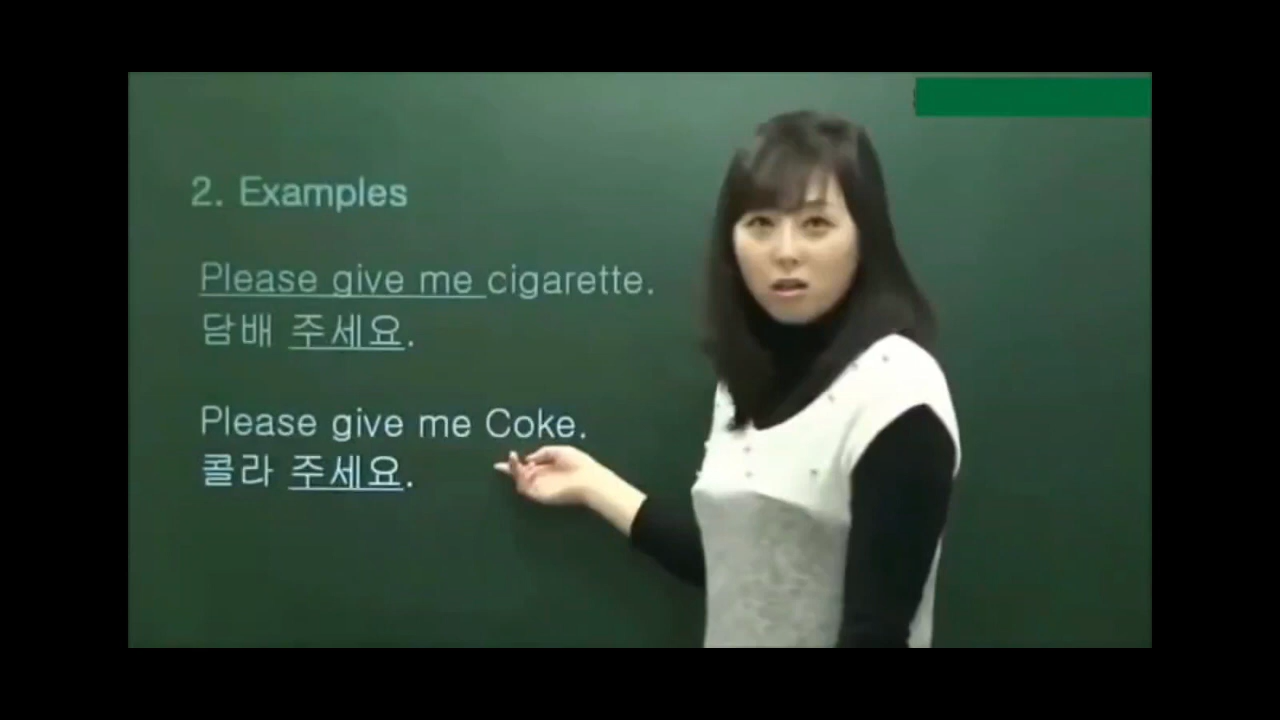 2. Examples
Please give me cigarette.
담배 주세요.
Please give me Coke.
콜라 주세요.